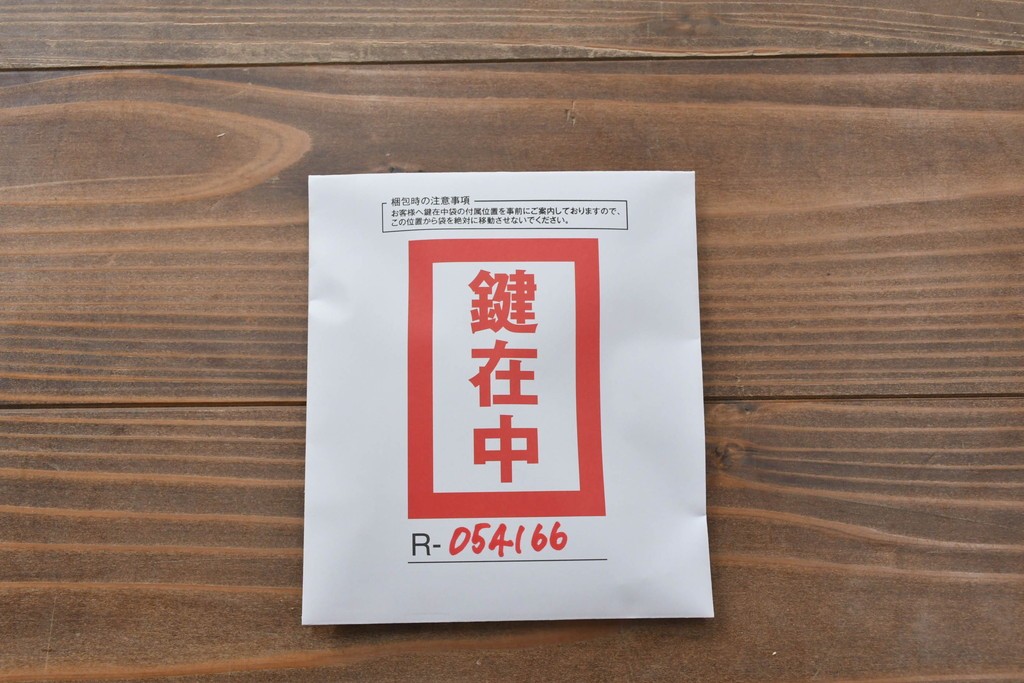 梱包時の注意事項
お客様へ鍵在中袋の付属位置を事前にご案内しておりますので、
この位置から袋を絶対に移動させないでください。
鍵在中
R-054166